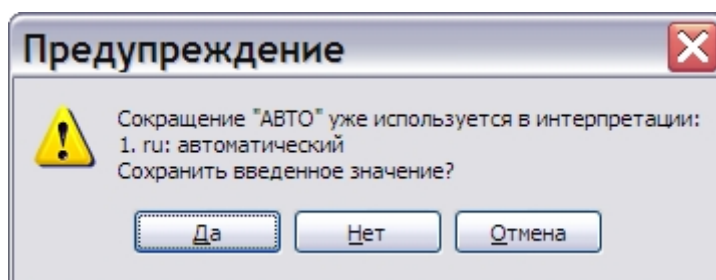 Предупреждение
Сокращение "АВТО" уже используется в интерпретации:
1. ru: автоматический
Сохранить введенное значение?
Да Нет Отмена